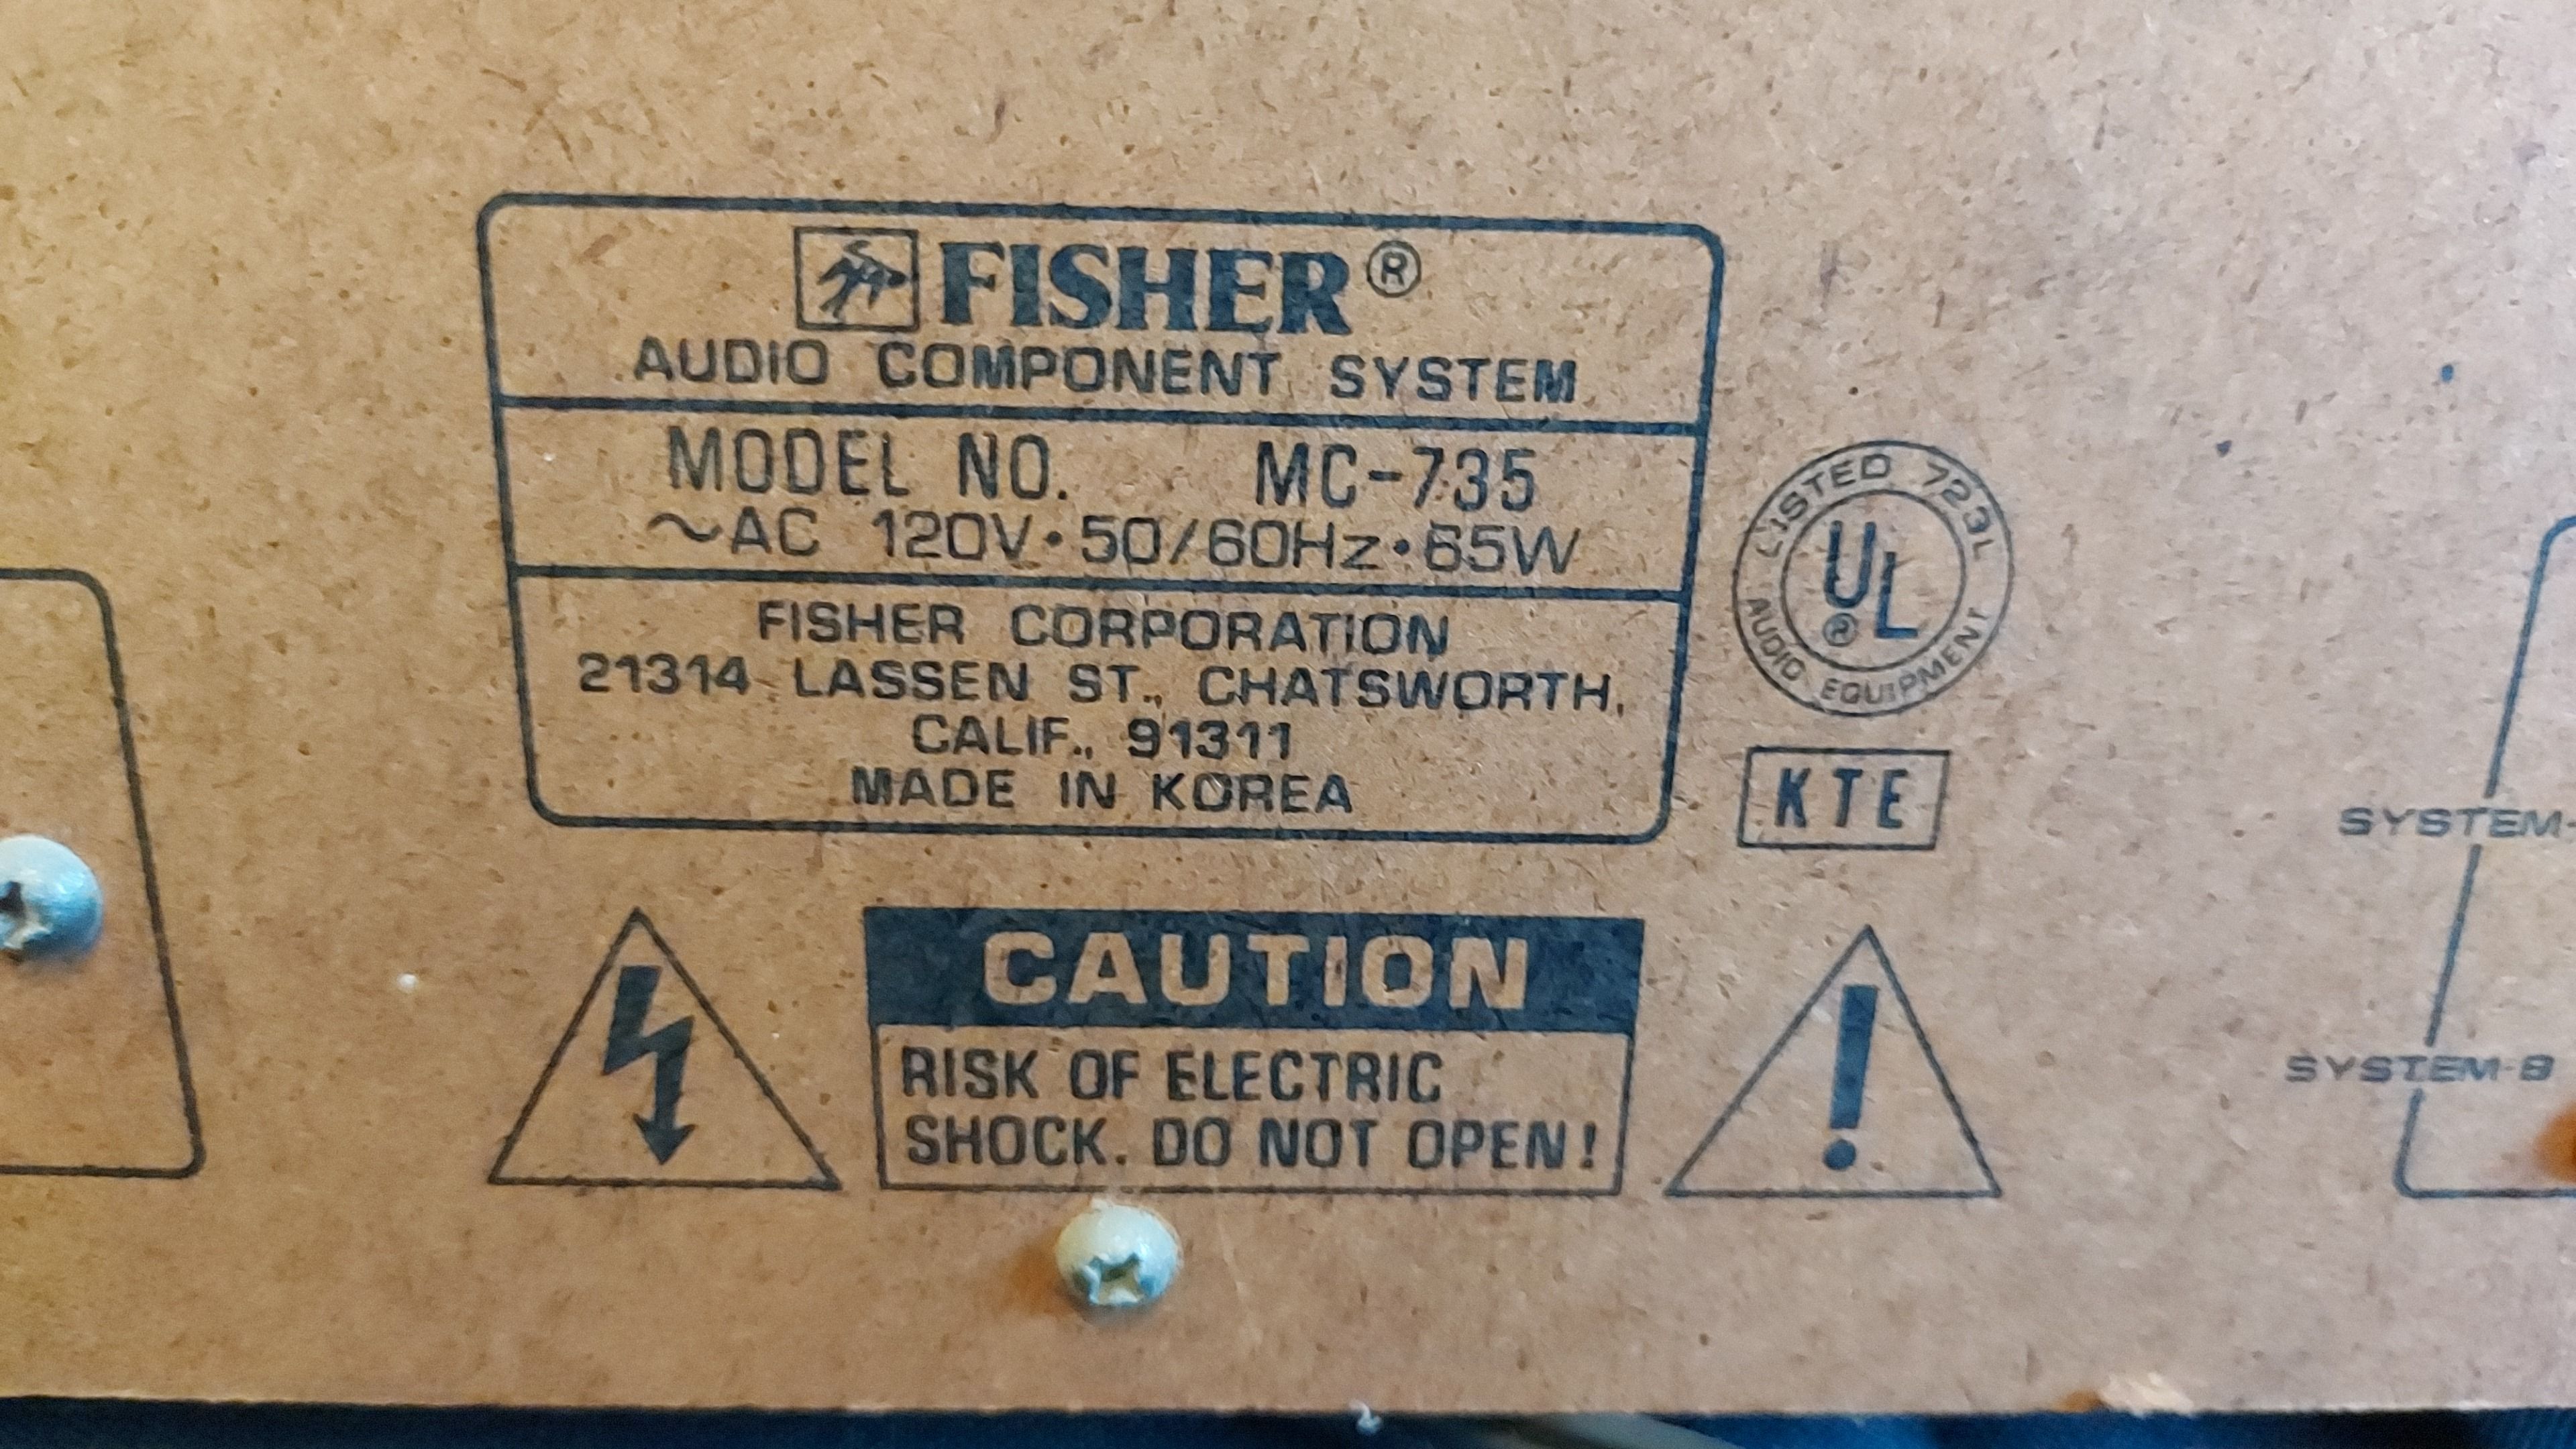 FISHER®
AUDIO COMPONENT SYSTEM
MODEL NO. MC-735
~AC 120V·50/60Hz·65W
FISHER CORPORATION
21314 LASSEN ST., CHATSWORTH,
CALIF., 91311
MADE IN KOREA
LISTED 723L
UL®
AUDIO EQUIPMENT
KTE
CAUTION
RISK OF ELECTRIC
SHOCK. DO NOT OPEN!
SYSTEM-
SYSTEM-B